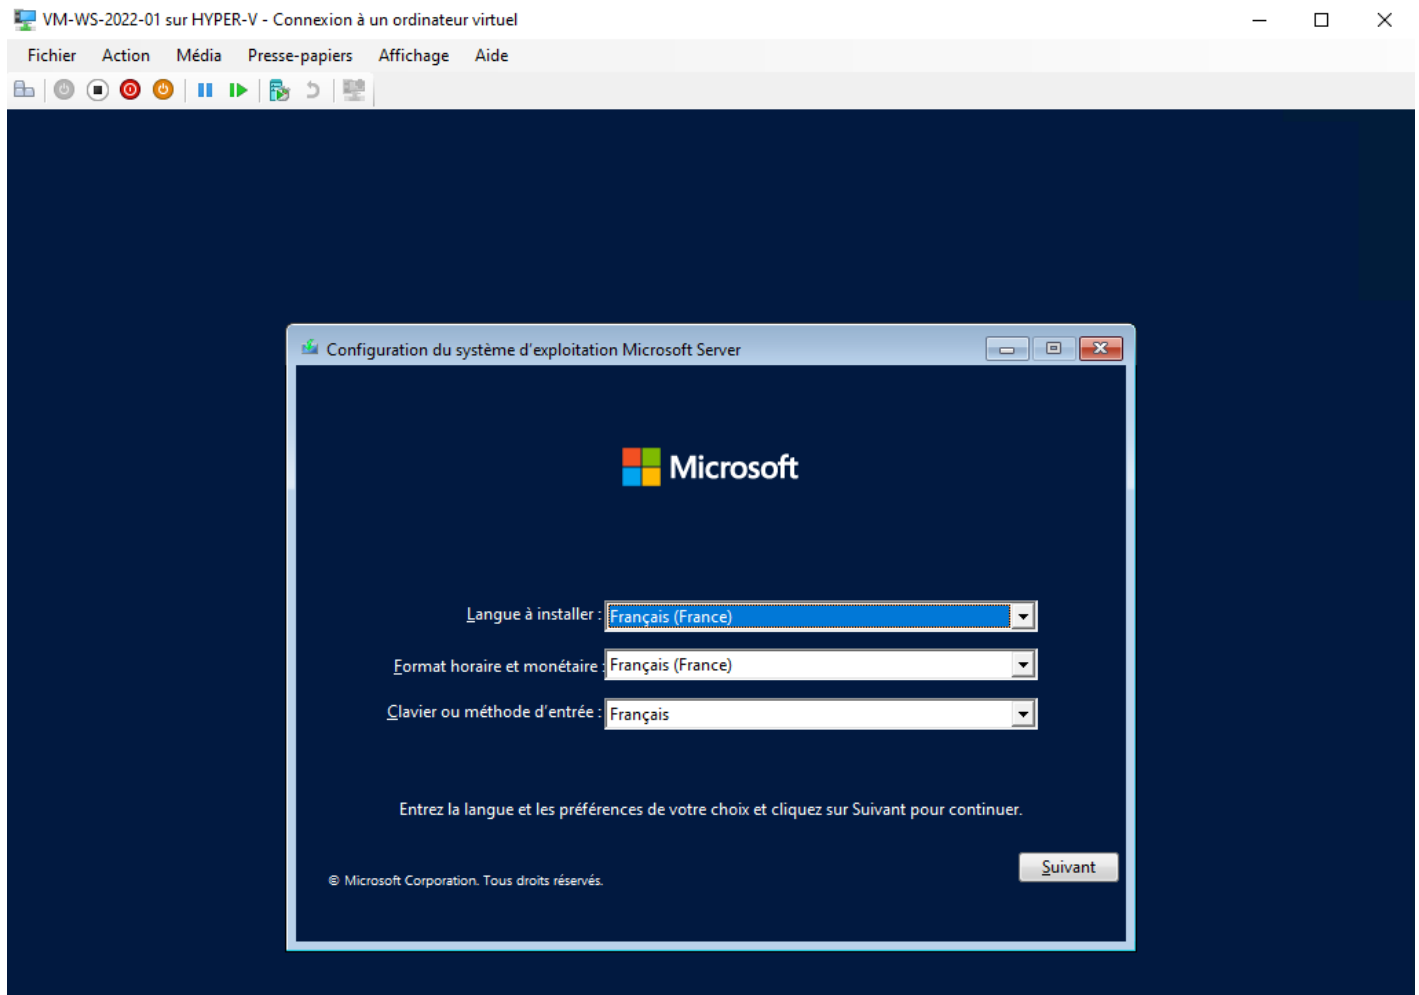 VM-WS-2022-01 sur HYPER-V - Connexion à un ordinateur virtuel
Fichier Action Média Presse-papiers Affichage Aide
Configuration du système d'exploitation Microsoft Server
Microsoft
Langue à installer : Français (France)
Format horaire et monétaire : Français (France)
Clavier ou méthode d'entrée : Français
Entrez la langue et les préférences de votre choix et cliquez sur Suivant pour continuer.
Suivant
© Microsoft Corporation. Tous droits réservés.